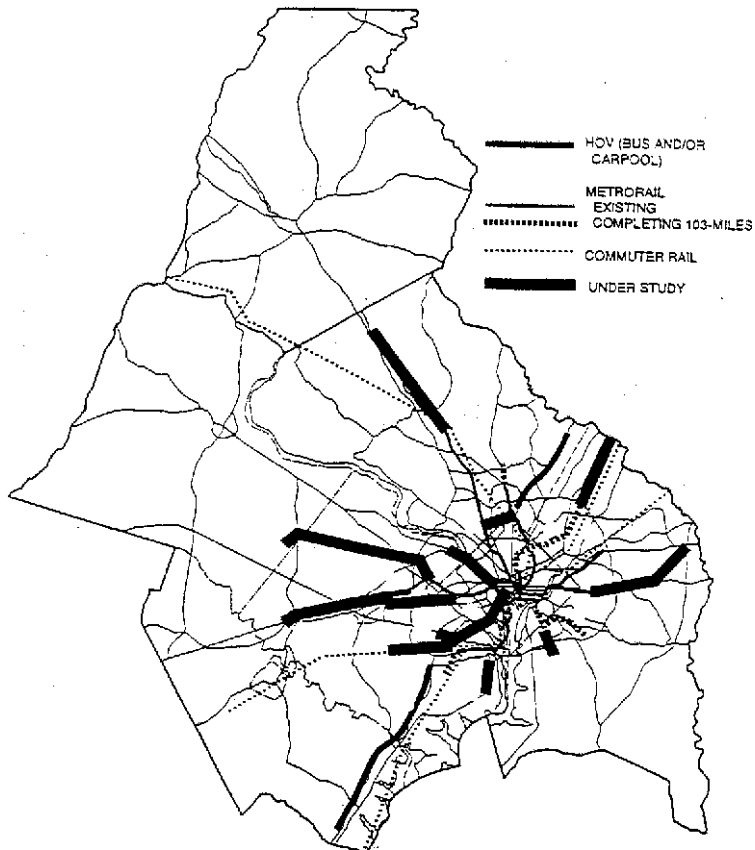 HOV (BUS AND/OR
CARPOOL)
METRORAIL
EXISTING
COMPLETING 103-MILES
COMMUTER RAIL
UNDER STUDY